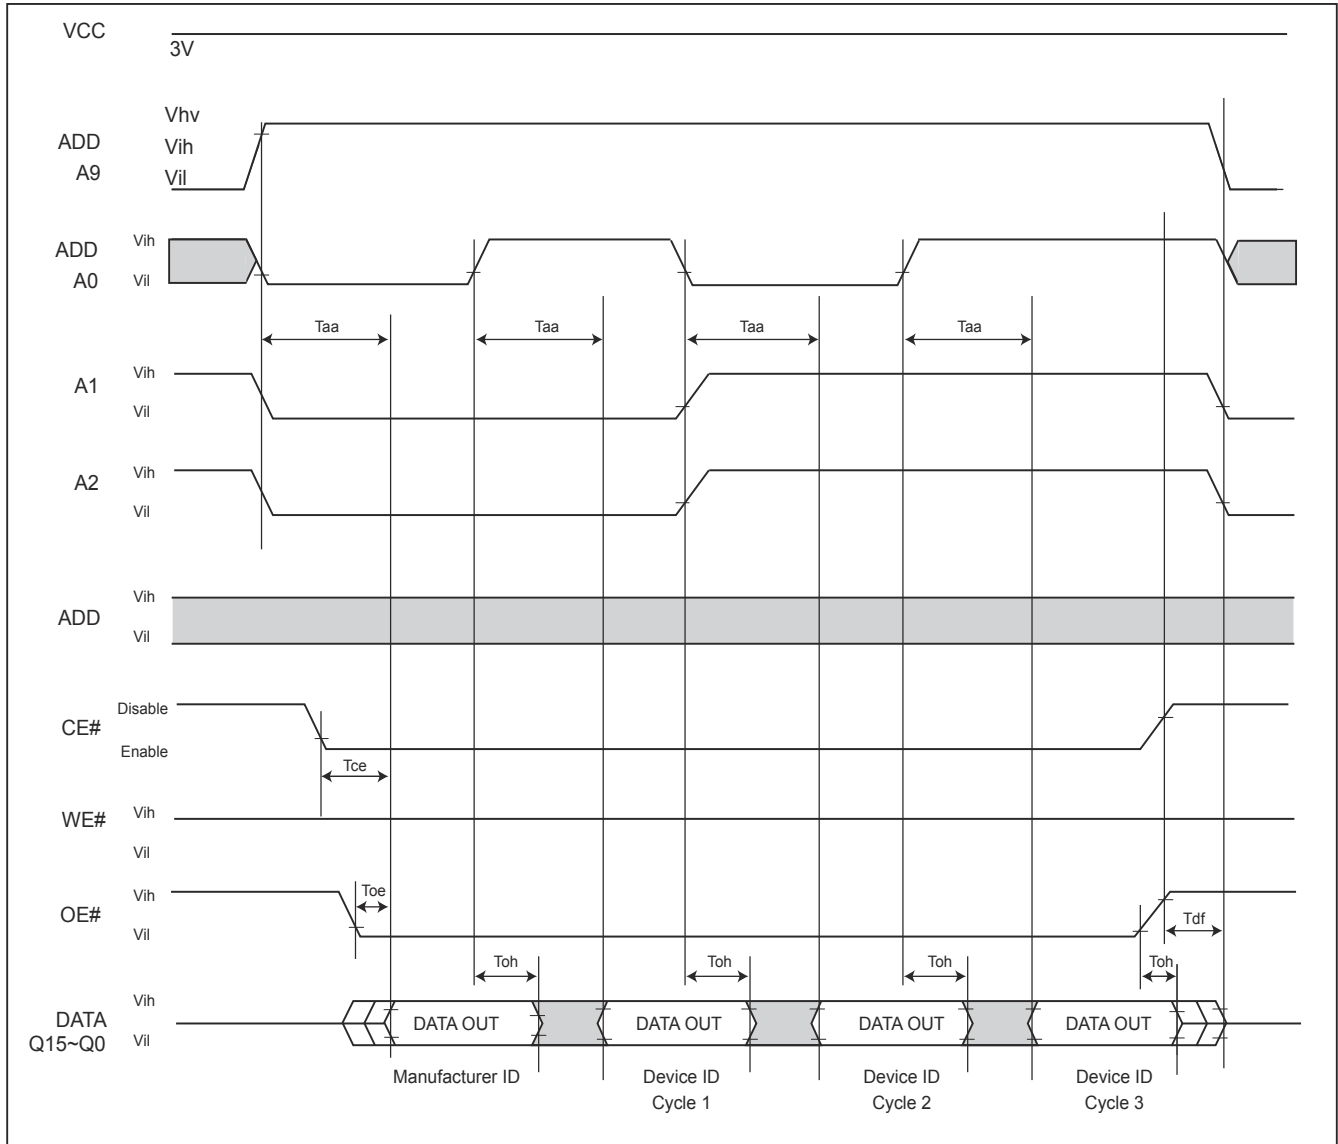 VCC
3V
Vhv
ADD
Vih
A9
Vil
ADD
Vih
A0
Vil
Taa
Taa
Taa
Taa
A1
Vih
Vil
A2
Vih
Vil
ADD
Vih
Vil
CE#
Disable
Enable
Tce
WE#
Vih
Vil
OE#
Vih
Vil
Toe
Tdf
Toh
Toh
Toh
Toh
DATA
Q15~Q0
Vih
Vil
DATA OUT
DATA OUT
DATA OUT
DATA OUT
Manufacturer ID
Device ID
Cycle 1
Device ID
Cycle 2
Device ID
Cycle 3